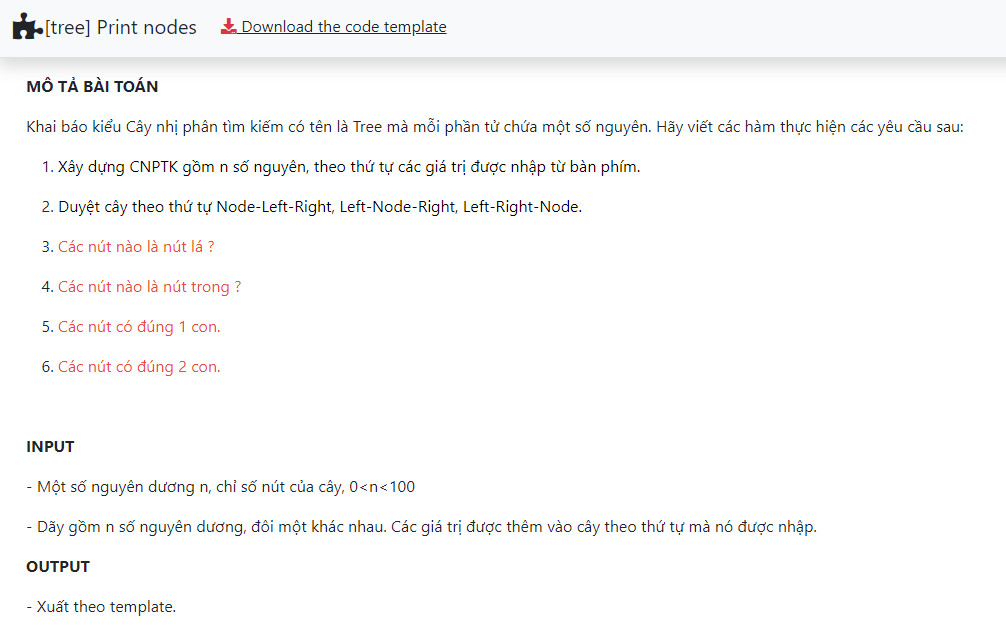 [tree] Print nodes Download the code template
MÔ TẢ BÀI TOÁN
Khai báo kiểu Cây nhị phân tìm kiếm có tên là Tree mà mỗi phần tử chứa một số nguyên. Hãy viết các hàm thực hiện các yêu cầu sau:
1. Xây dựng CNPTK gồm n số nguyên, theo thứ tự các giá trị được nhập từ bàn phím.
2. Duyệt cây theo thứ tự Node-Left-Right, Left-Node-Right, Left-Right-Node.
3. Các nút nào là nút lá ?
4. Các nút nào là nút trong ?
5. Các nút có đúng 1 con.
6. Các nút có đúng 2 con.
INPUT
- Một số nguyên dương n, chỉ số nút của cây, 0<n<100
- Dãy gồm n số nguyên dương, đôi một khác nhau. Các giá trị được thêm vào cây theo thứ tự mà nó được nhập.
OUTPUT
- Xuất theo template.